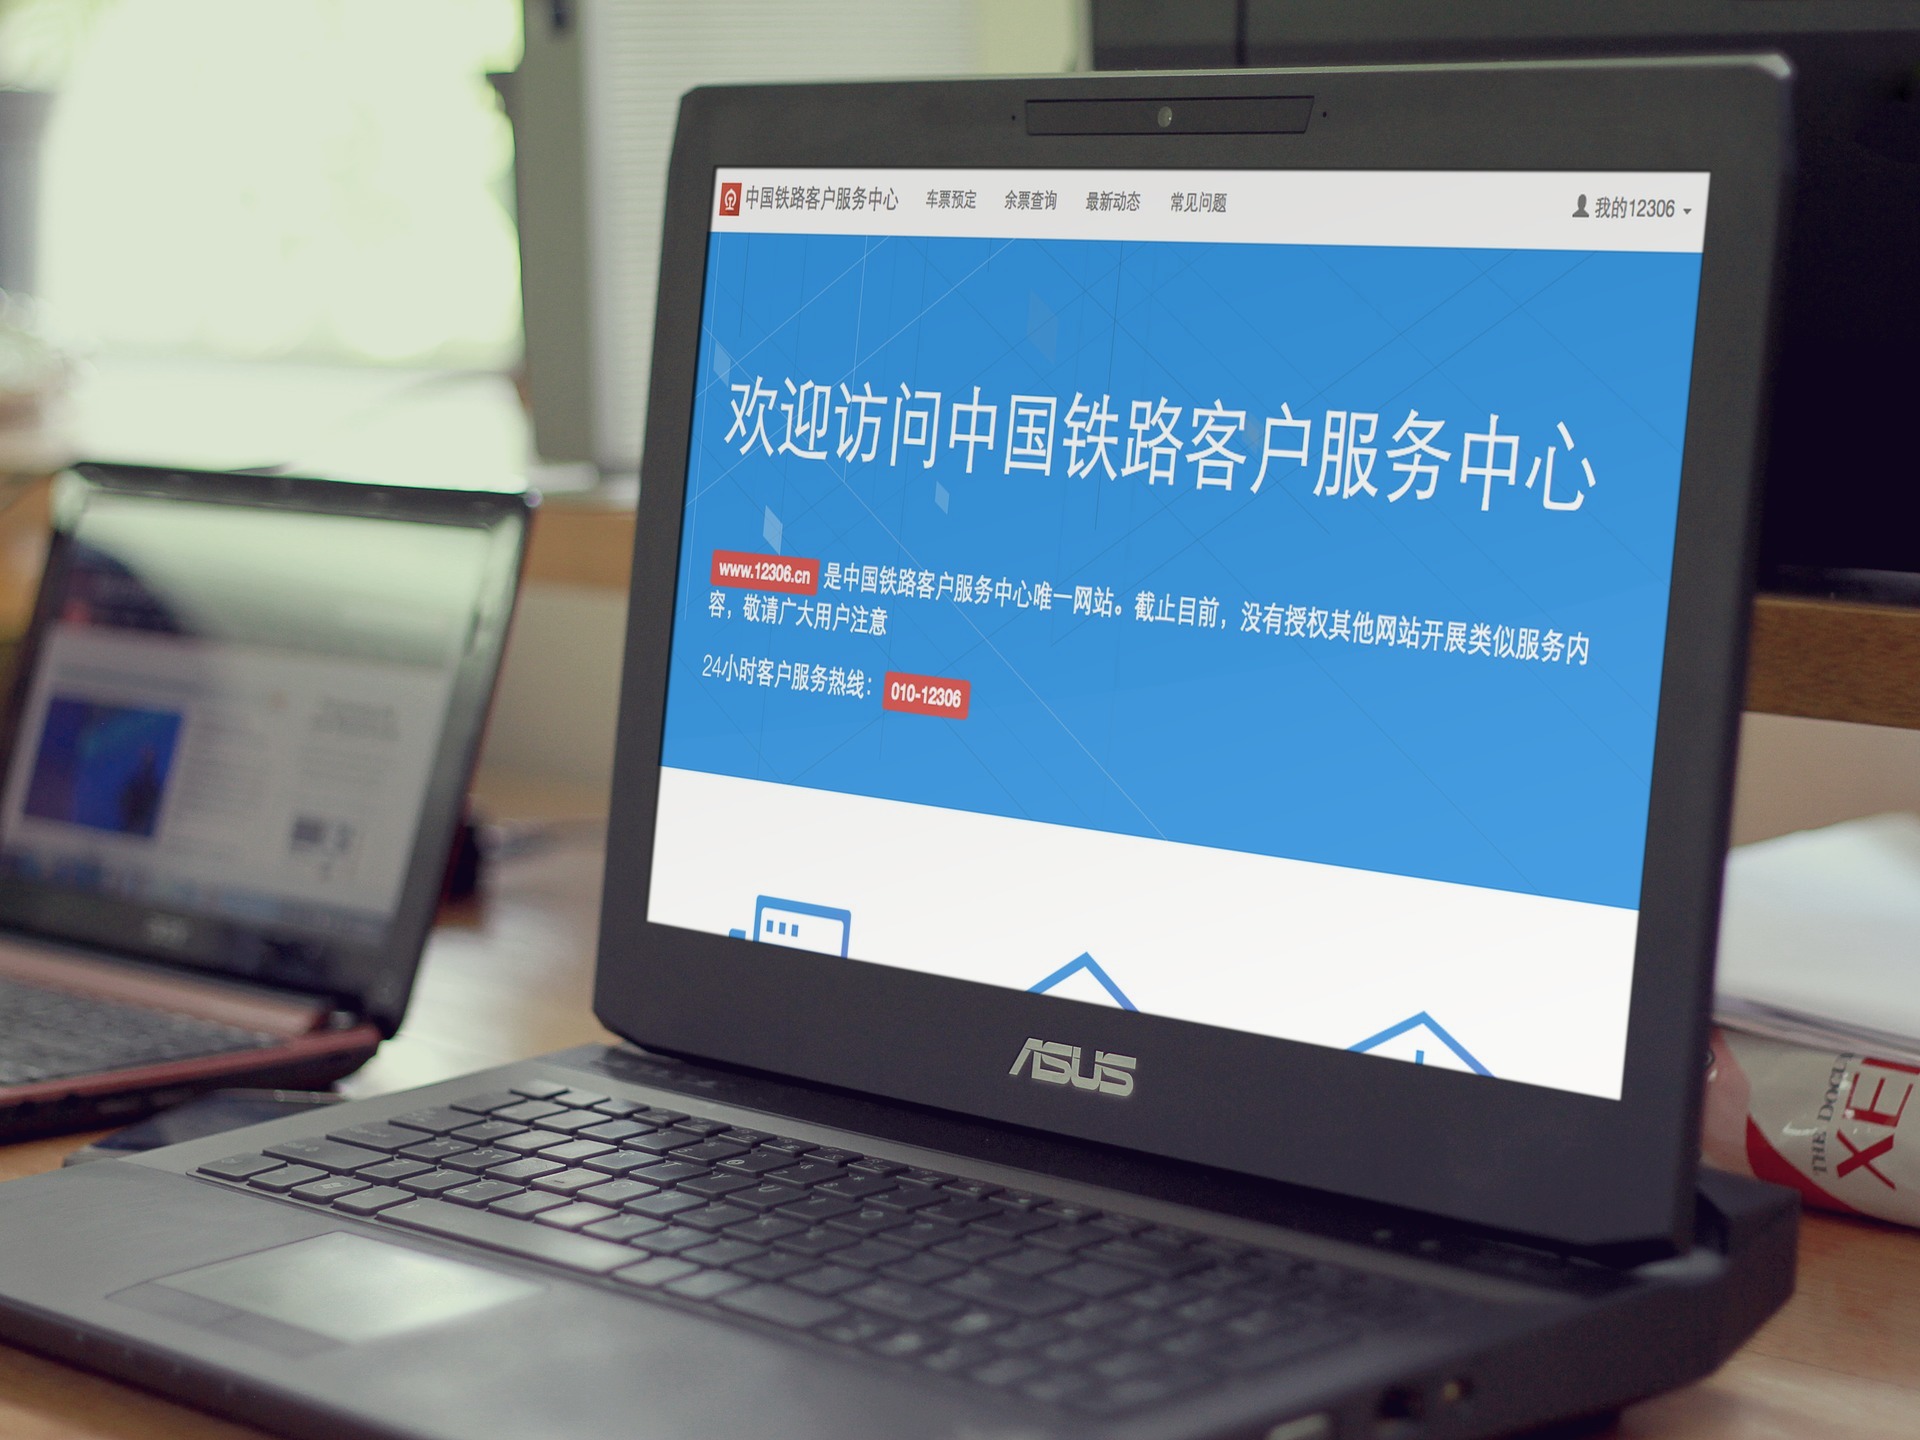 中国铁路客户服务中心 车票预定 余票查询 最新动态 常见问题 我的12306
欢迎访问中国铁路客户服务中心
www.12306.cn 是中国铁路客户服务中心唯一网站。截止目前，没有授权其他网站开展类似服务内
容，敬请广大用户注意
24小时客户服务热线： 010-12306
ASUS
THE DOCU
XE